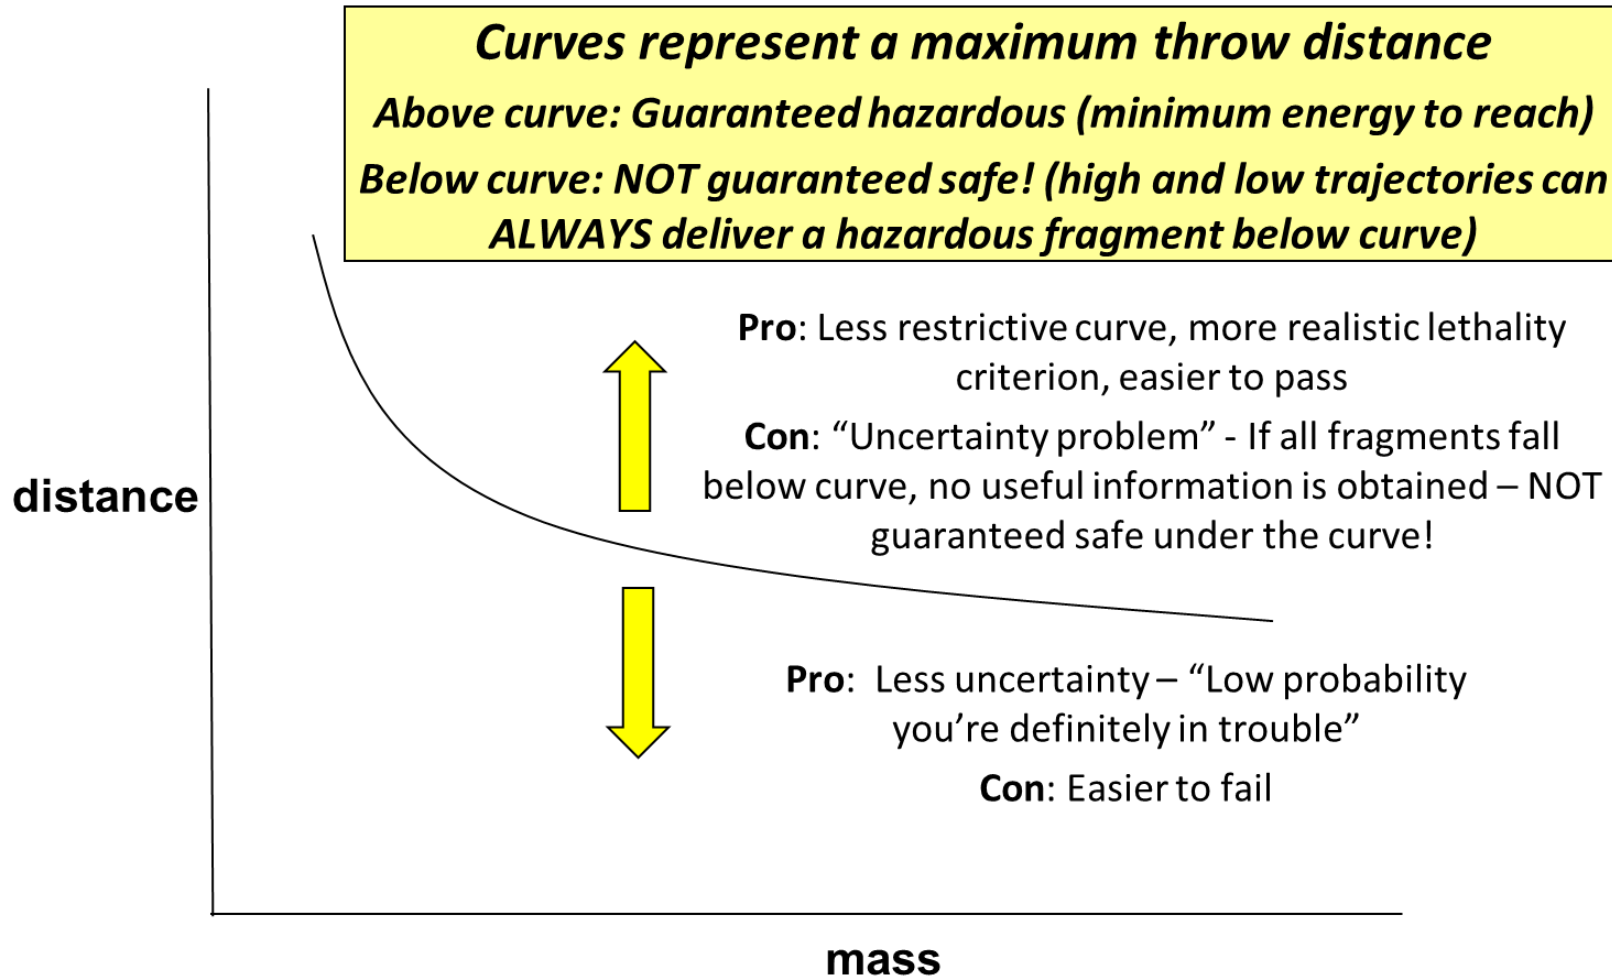 Curves represent a maximum throw distance
Above curve: Guaranteed hazardous (minimum energy to reach)
Below curve: NOT guaranteed safe! (high and low trajectories can
ALWAYS deliver a hazardous fragment below curve)
Pro: Less restrictive curve, more realistic lethality
criterion, easier to pass
Con: “Uncertainty problem” - If all fragments fall
below curve, no useful information is obtained – NOT
guaranteed safe under the curve!
distance
Pro:  Less uncertainty – “Low probability
you’re definitely in trouble”
Con: Easier to fail
mass